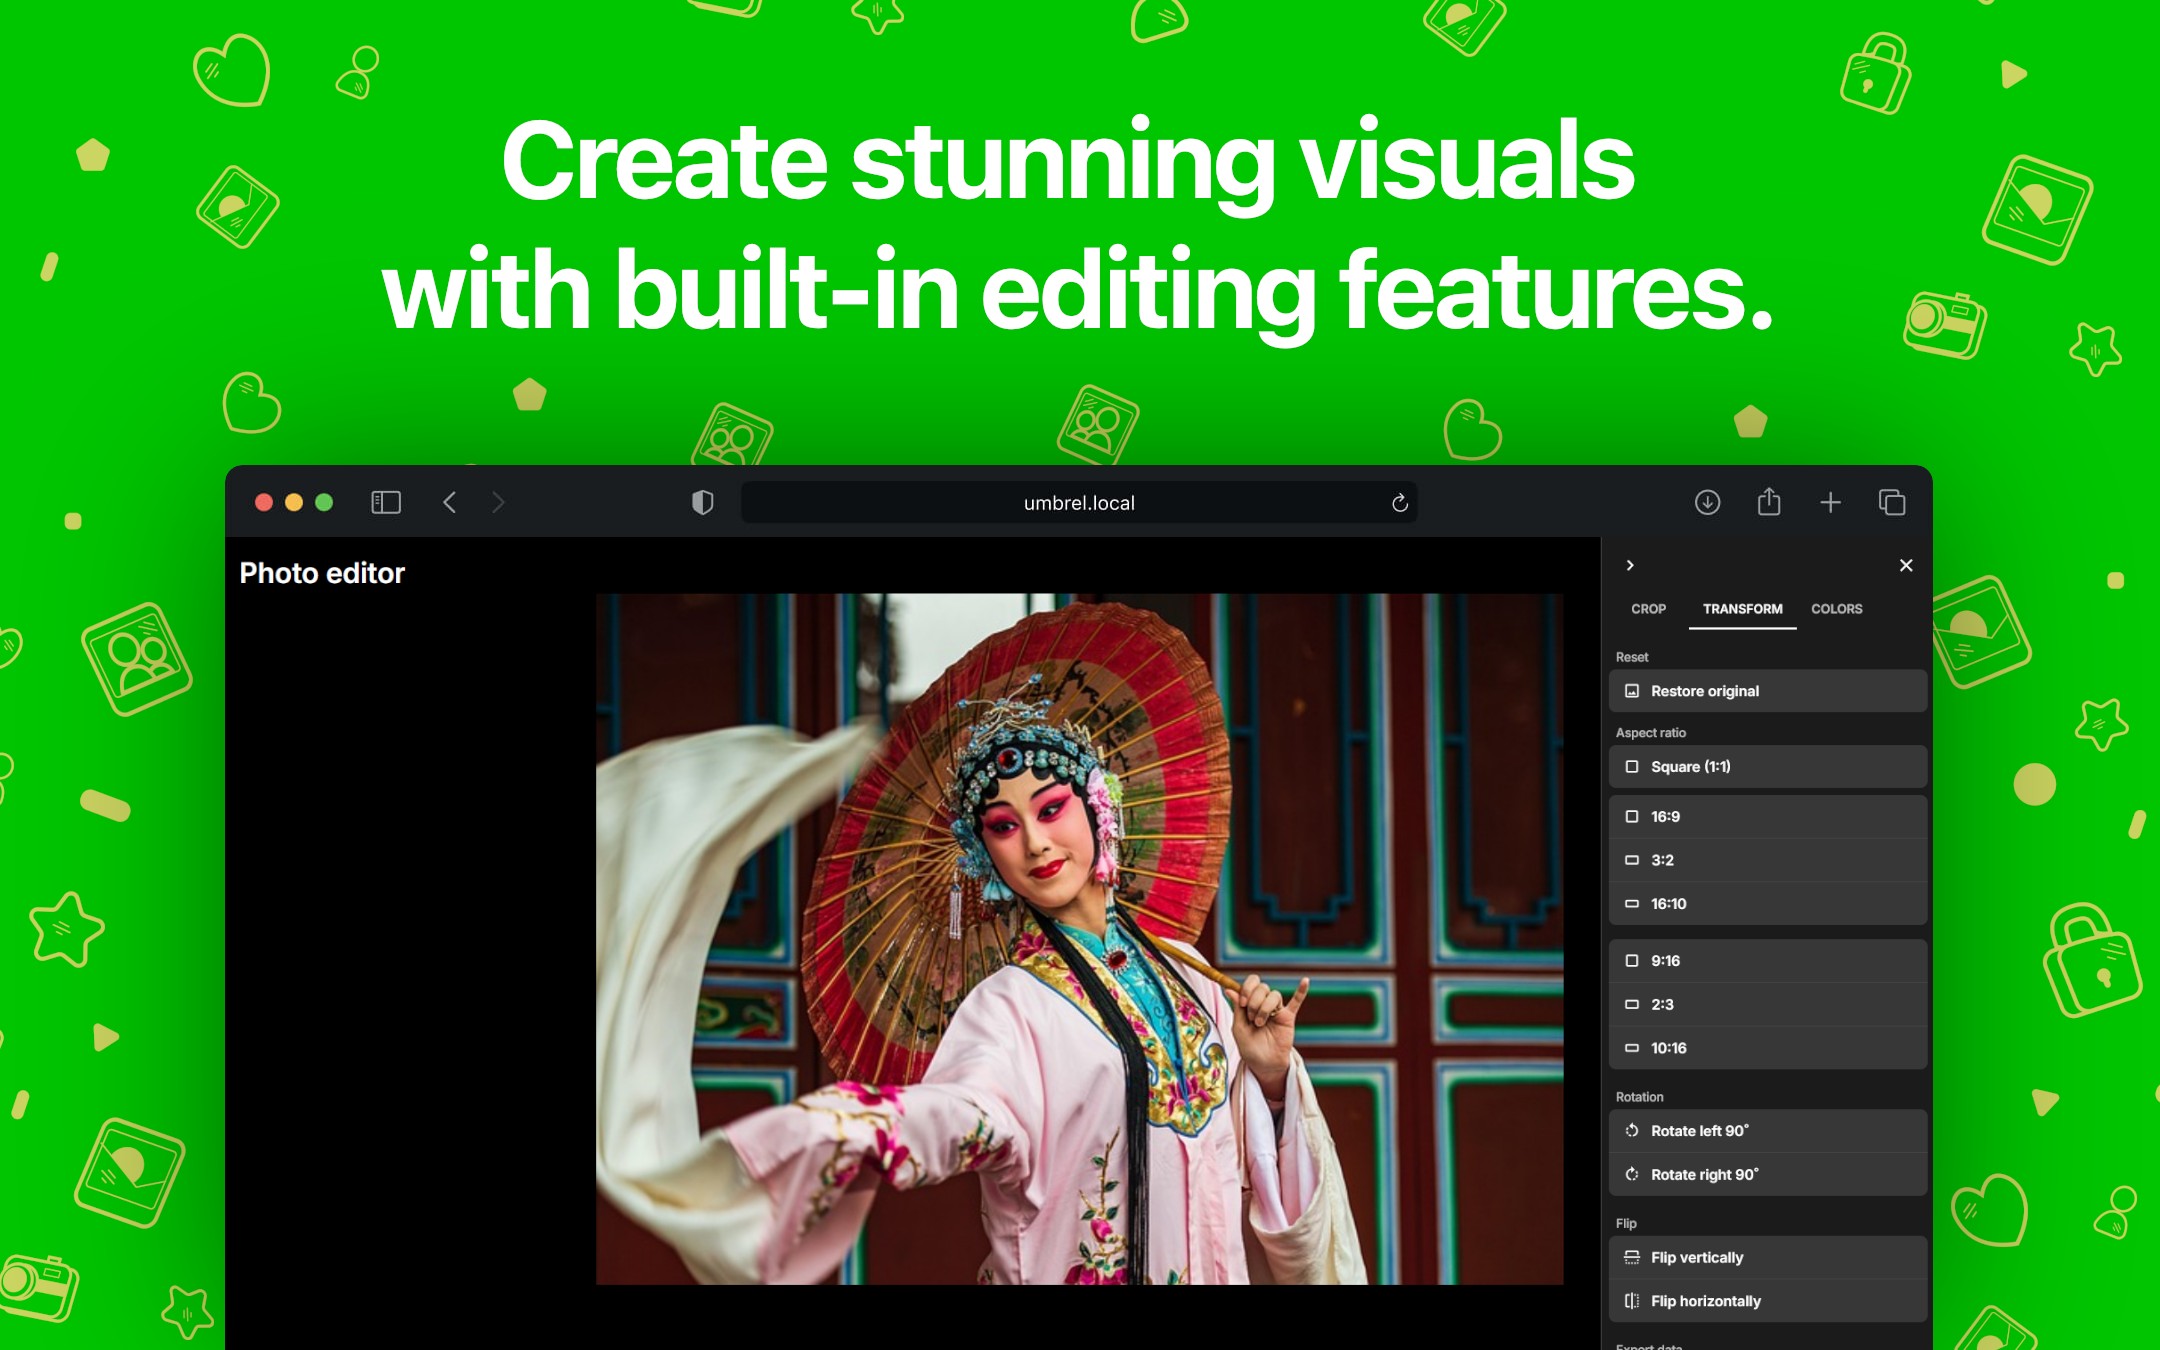 Create stunning visuals
with built-in editing features.
umbrel.local
Photo editor
CROP TRANSFORM COLORS
Reset
Restore original
Aspect ratio
Square (1:1)
16:9
3:2
16:10
9:16
2:3
10:16
Rotation
Rotate left 90°
Rotate right 90°
Flip
Flip vertically
Flip horizontally
Export data